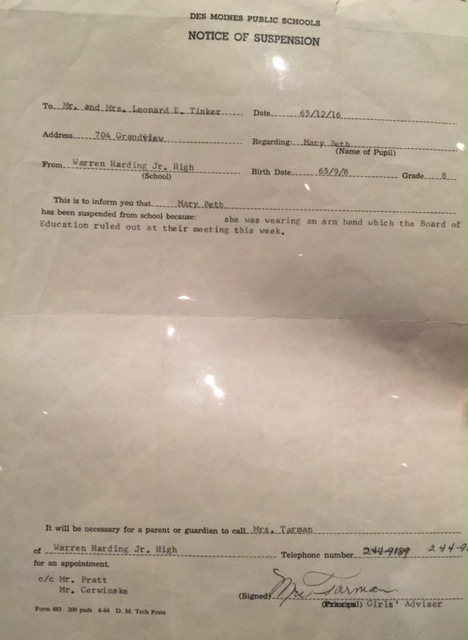 DES MOINES PUBLIC SCHOOLS
NOTICE OF SUSPENSION
To Mr. and Mrs. Leonard E. Tinker Date 65/12/16
Address 704 Grandview Regarding: Mary Beth
(Name of Pupil)
From Warren Harding Jr. High Birth Date 65/9/8 Grade 8
(School)
This is to inform you that Mary Beth
has been suspended from school because: she was wearing an arm band which the Board of
Education ruled out at their meeting this week.
It will be necessary for a parent or guardian to call Mrs. Tarman
of Warren Harding Jr. High Telephone number 244-9189 244-9
for an appointment.
c/c Mr. Pratt
Mr. Cerwinske
(Signed) Mrs Tarman
(Principal) Girls' Adviser
Form 683 200 pads 6-64 D. M. Tech Press